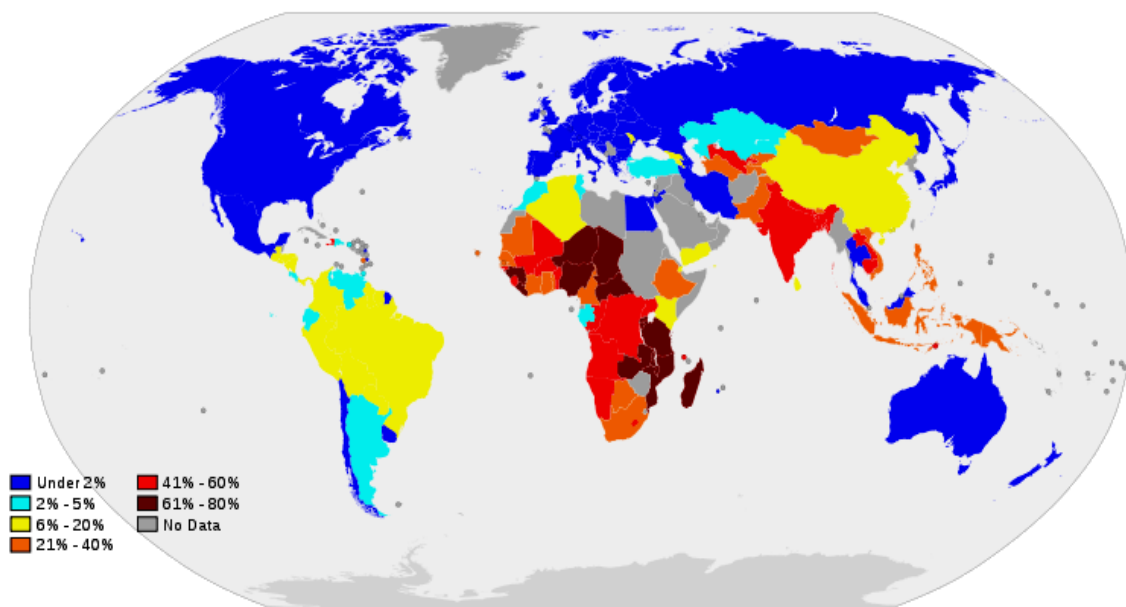 Under 2%
2% - 5%
6% - 20%
21% - 40%
41% - 60%
61% - 80%
No Data